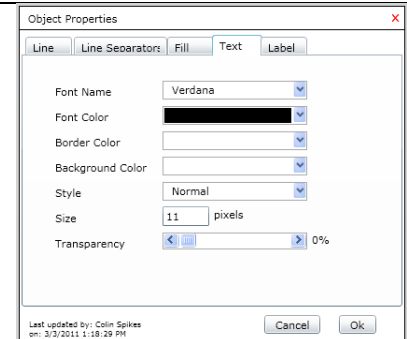 Object Properties X
Line Line Separators Fill Text Label
Font Name Verdana
Font Color
Border Color
Background Color
Style Normal
Size 11 pixels
Transparency 0%
Last updated by: Colin Spikes
on: 3/3/2011 1:18:29 PM
Cancel Ok